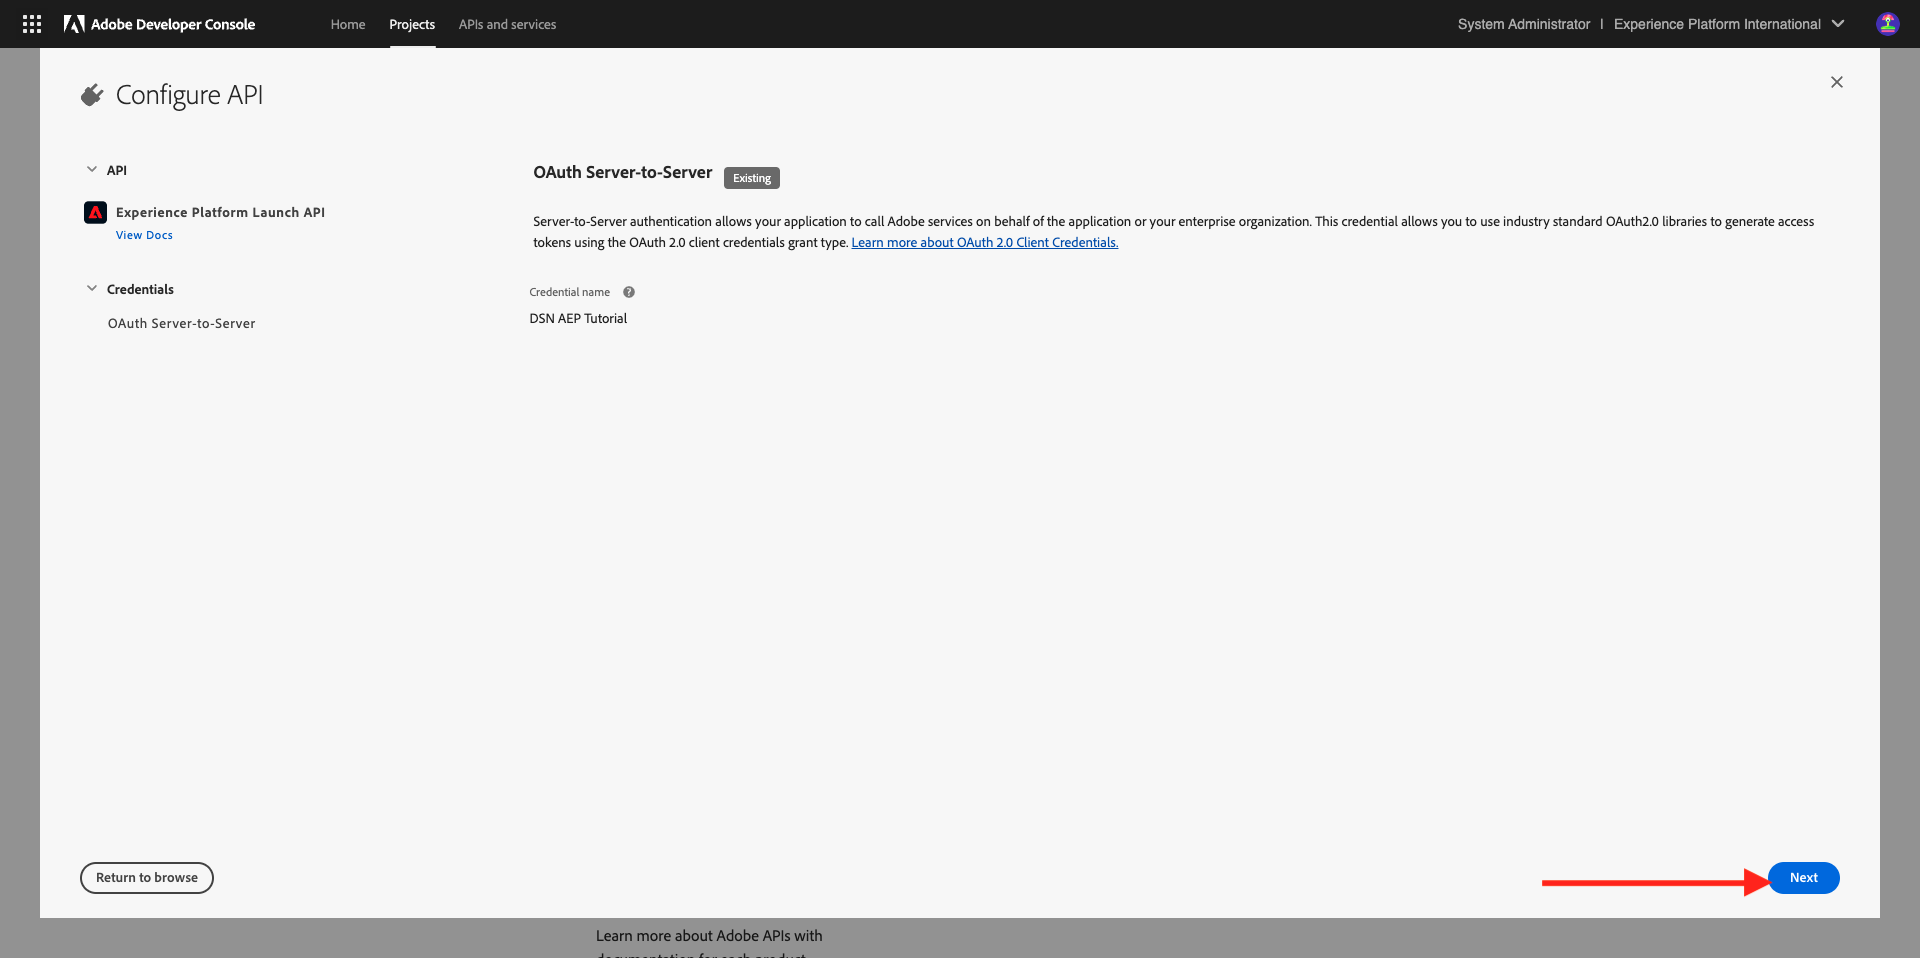 Adobe Developer Console
Home
Projects
APIs and services
System Administrator | Experience Platform International
Configure API
API
Experience Platform Launch API
View Docs
Credentials
OAuth Server-to-Server
OAuth Server-to-Server
Existing
Server-to-Server authentication allows your application to call Adobe services on behalf of the application or your enterprise organization. This credential allows you to use industry standard OAuth2.0 libraries to generate access
tokens using the OAuth 2.0 client credentials grant type. Learn more about OAuth 2.0 Client Credentials.
Credential name
DSN AEP Tutorial
Return to browse
Next
Learn more about Adobe APIs with
documentation for each product